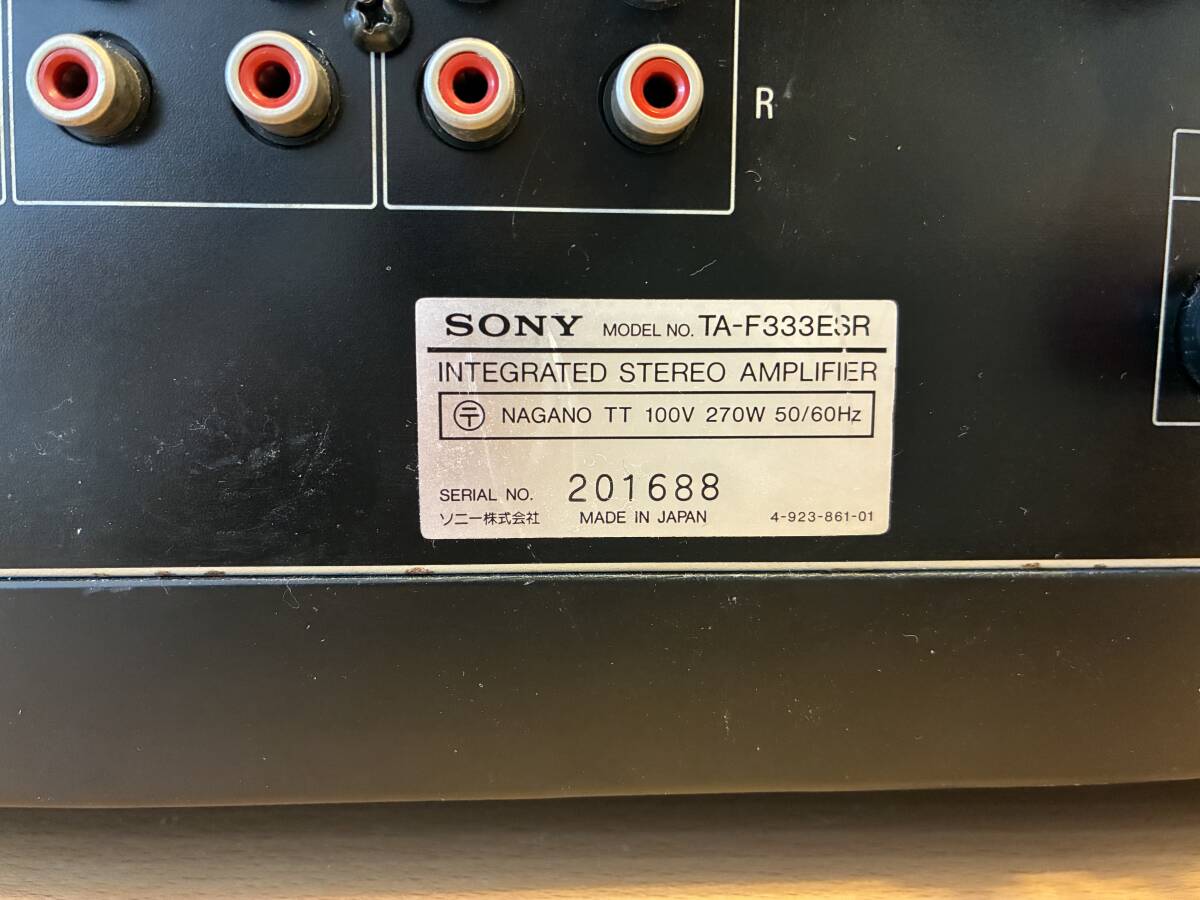 R
SONY MODEL NO. TA-F333ESR
INTEGRATED STEREO AMPLIFIER
〶 NAGANO TT 100V 270W 50/60Hz
SERIAL NO. 201688
ソニー株式会社 MADE IN JAPAN 4-923-861-01